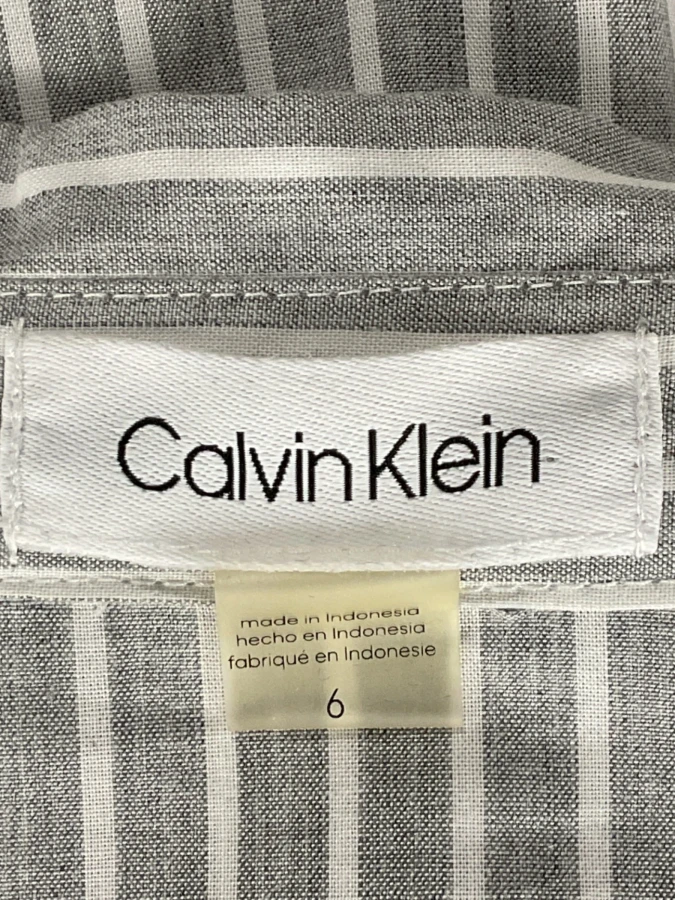 Calvin Klein
made in Indonesia
hecho en Indonesia
fabriqué en Indonesie
6